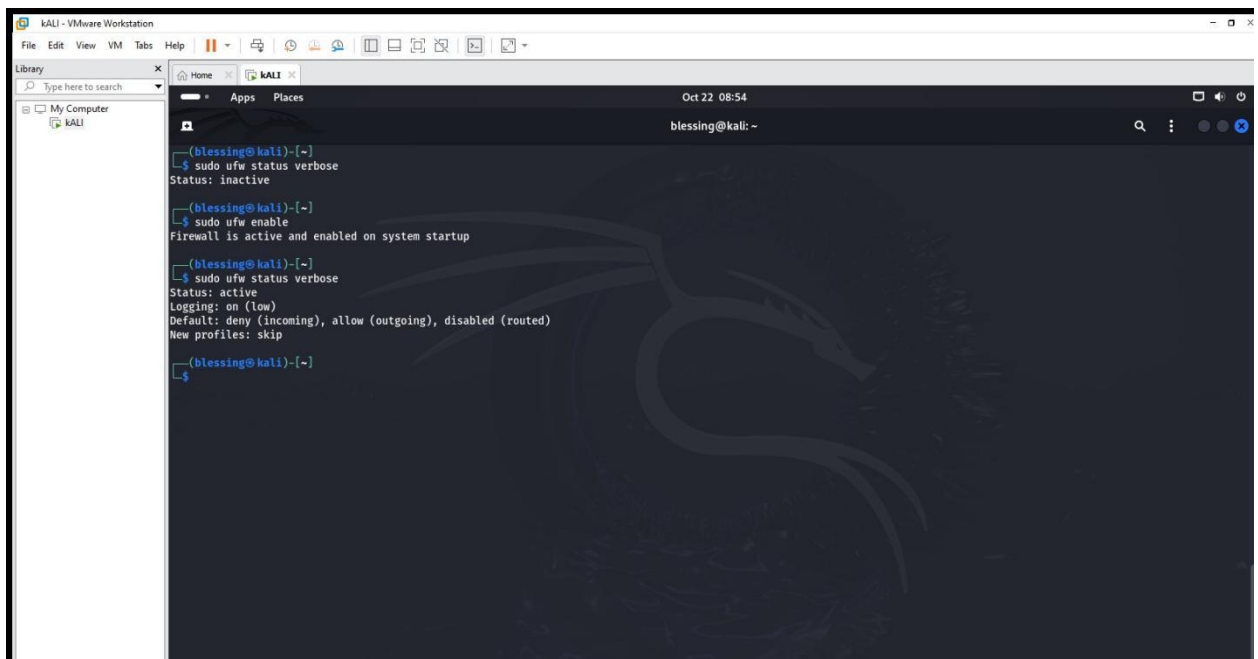 kALI - VMware Workstation
File Edit View VM Tabs Help
Library
Type here to search
My Computer
kALI
Home
kALI
Apps Places
Oct 22 08:54
blessing@kali: ~
(blessing㉿kali)-[~]
$ sudo ufw status verbose
Status: inactive
(blessing㉿kali)-[~]
$ sudo ufw enable
Firewall is active and enabled on system startup
(blessing㉿kali)-[~]
$ sudo ufw status verbose
Status: active
Logging: on (low)
Default: deny (incoming), allow (outgoing), disabled (routed)
New profiles: skip
(blessing㉿kali)-[~]
$